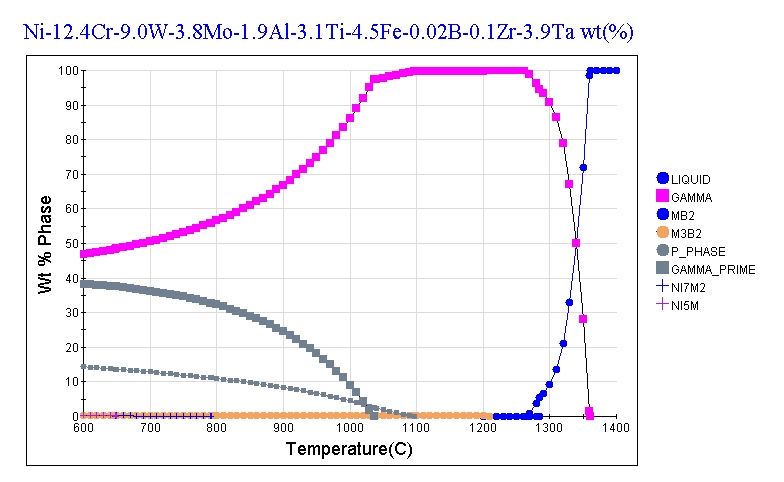 Ni-12.4Cr-9.0W-3.8Mo-1.9Al-3.1Ti-4.5Fe-0.02B-0.1Zr-3.9Ta wt(%)
100
90
80
70
60
50
40
30
20
10
0
Wt % Phase
600 700 800 900 1000 1100 1200 1300 1400
Temperature(C)
LIQUID
GAMMA
MB2
M3B2
P_PHASE
GAMMA_PRIME
NI7M2
NI5M